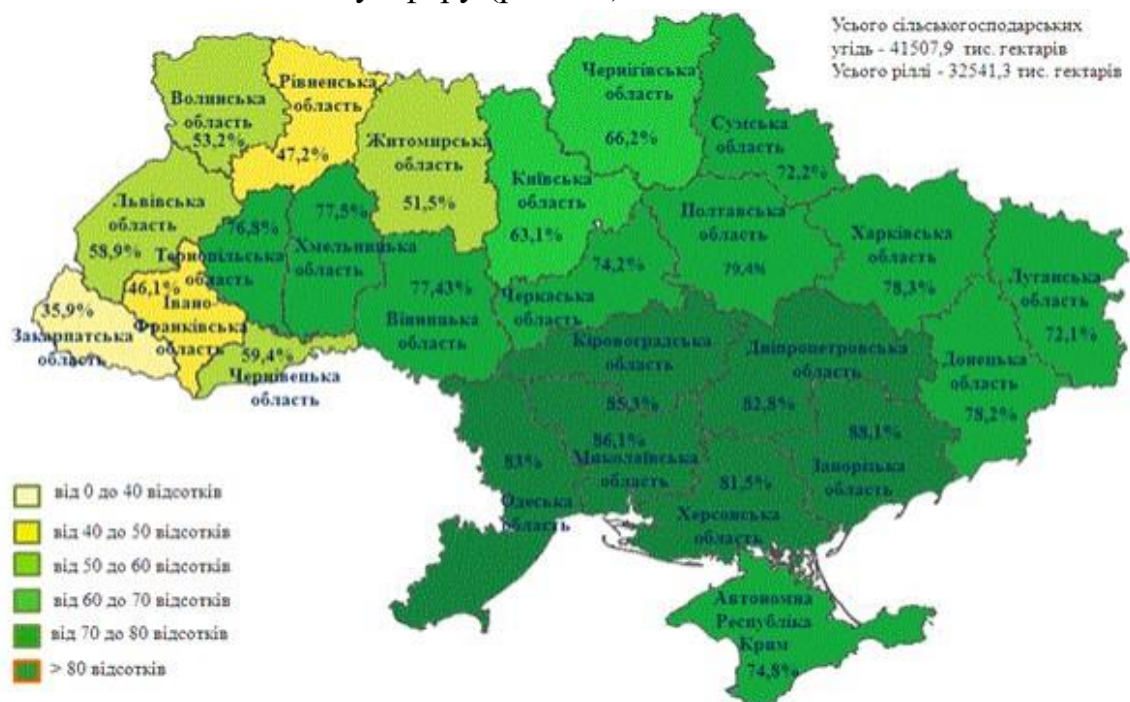 Усього сільськогосподарських
угідь - 41507,9 тис. гектарів
Усього ріллі - 32541,3 тис. гектарів
Волинська
область
53,2%
Рівненська
область
47,2%
Житомирська
область
51,5%
Київська
область
63,1%
Чернігівська
область
66,2%
Сумська
область
72,2%
Львівська
область
58,9%
Тернопільська
область
76,8%
Хмельницька
область
77,5%
Вінницька
область
77,43%
Черкаська
область
74,2%
Полтавська
область
79,4%
Харківська
область
78,3%
Луганська
область
72,1%
Донецька
область
78,2%
35,9%
Закарпатська
область
46,1%
Івано-
Франківська
область
59,4%
Чернівецька
область
Кіровоградська
область
85,3%
Дніпропетровська
область
82,8%
88,1%
Запорізька
область
86,1%
Миколаївська
область
83%
Одеська
область
81,5%
Херсонська
область
Автономна
Республіка
Крим
74,8%
від 0 до 40 відсотків
від 40 до 50 відсотків
від 50 до 60 відсотків
від 60 до 70 відсотків
від 70 до 80 відсотків
> 80 відсотків